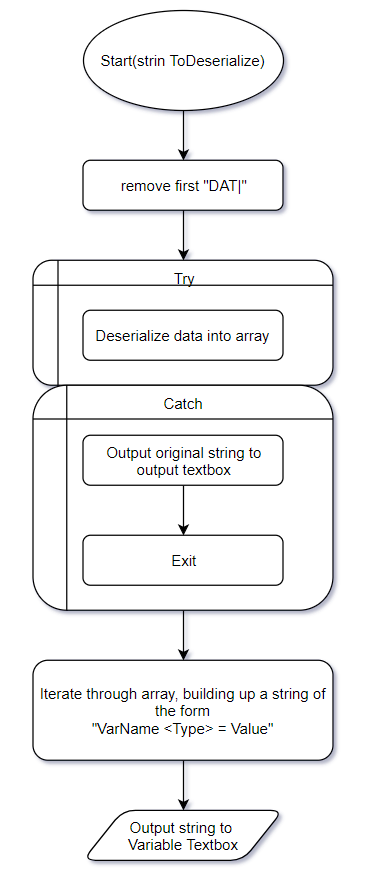 Start(strin ToDeserialize)
remove first "DAT|"
Try
Deserialize data into array
Catch
Output original string to
output textbox
Exit
Iterate through array, building up a string of
the form
"VarName <Type> = Value"
Output string to
Variable Textbox